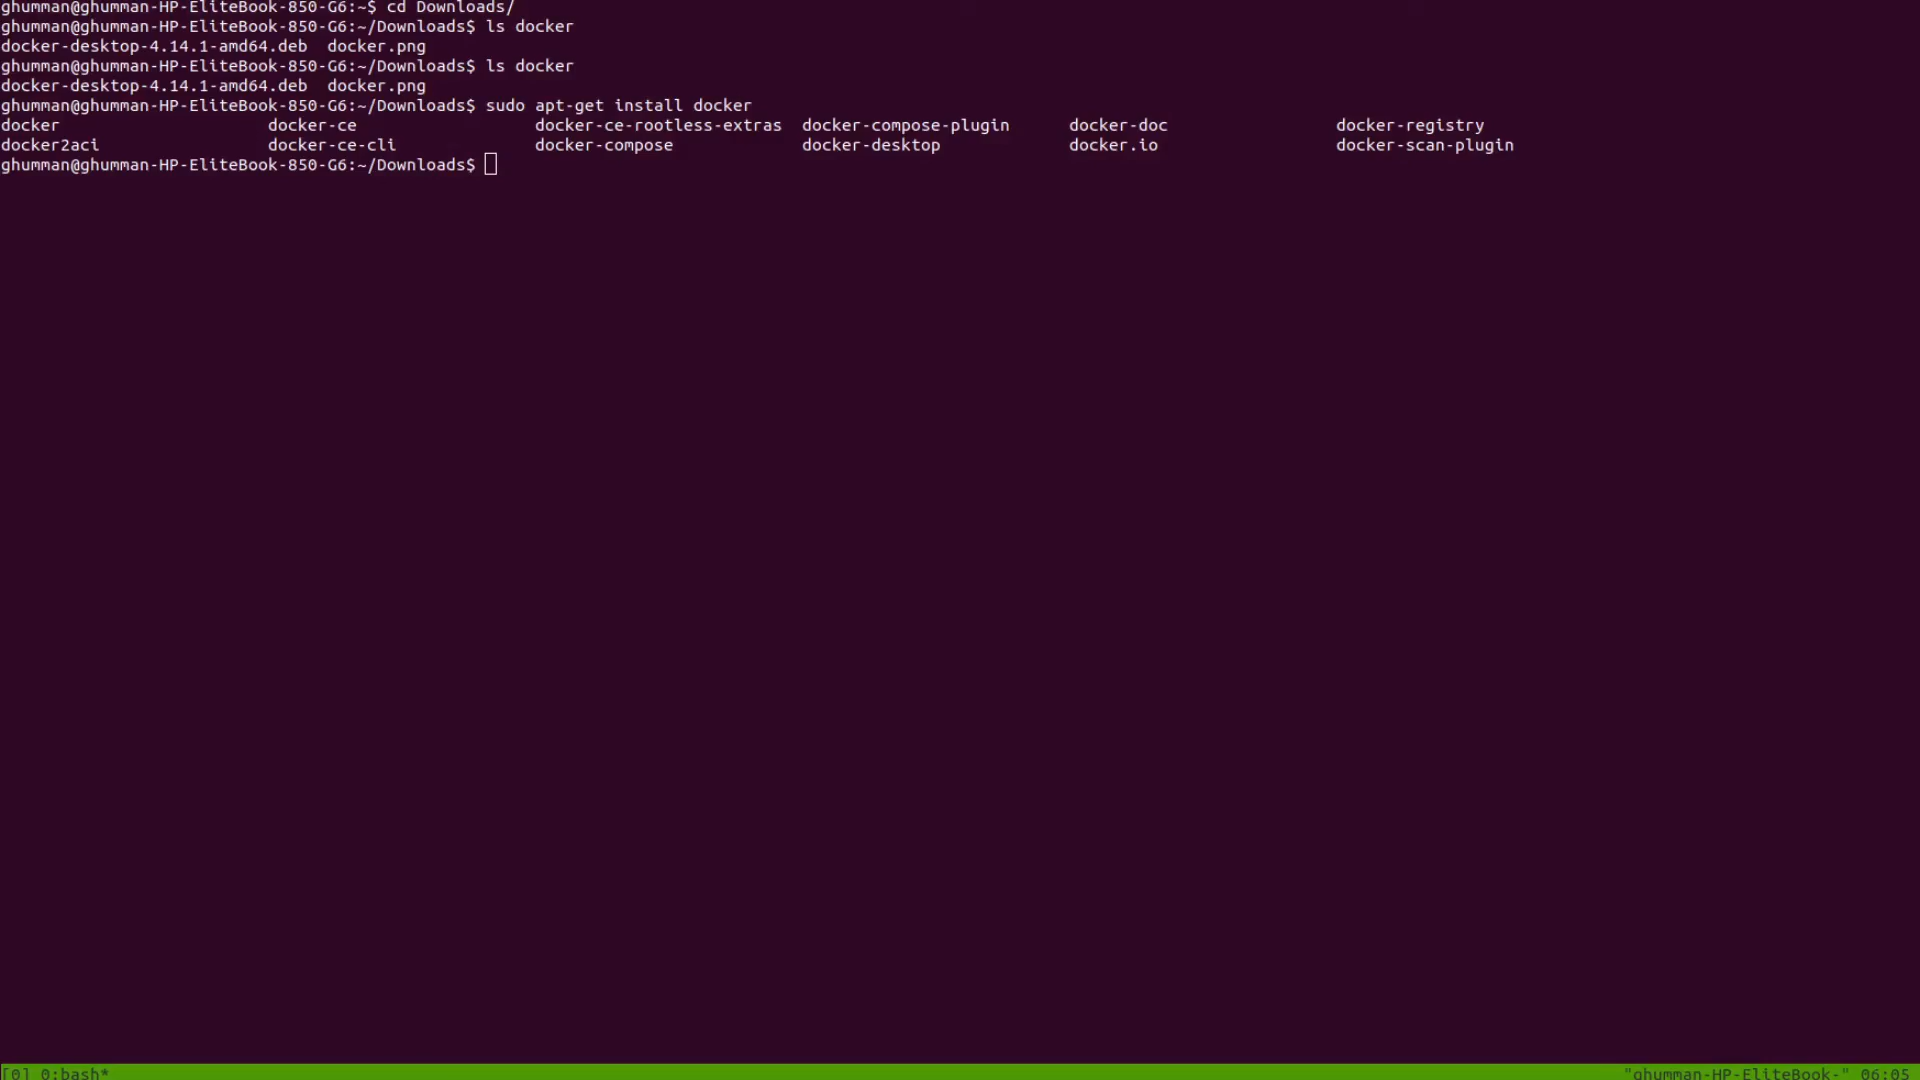 ghumman@ghumman-HP-EliteBook-850-G6:~$ cd Downloads/
ghumman@ghumman-HP-EliteBook-850-G6:~/Downloads$ ls docker
docker-desktop-4.14.1-amd64.deb  docker.png
ghumman@ghumman-HP-EliteBook-850-G6:~/Downloads$ ls docker
docker-desktop-4.14.1-amd64.deb  docker.png
ghumman@ghumman-HP-EliteBook-850-G6:~/Downloads$ sudo apt-get install docker
docker                     docker-ce                  docker-ce-rootless-extras  docker-compose-plugin      docker-doc                 docker-registry
docker2aci                 docker-ce-cli              docker-compose             docker-desktop             docker.io                  docker-scan-plugin
ghumman@ghumman-HP-EliteBook-850-G6:~/Downloads$
[0] 0:bash* "ghumman-HP-EliteBook-" 06:05